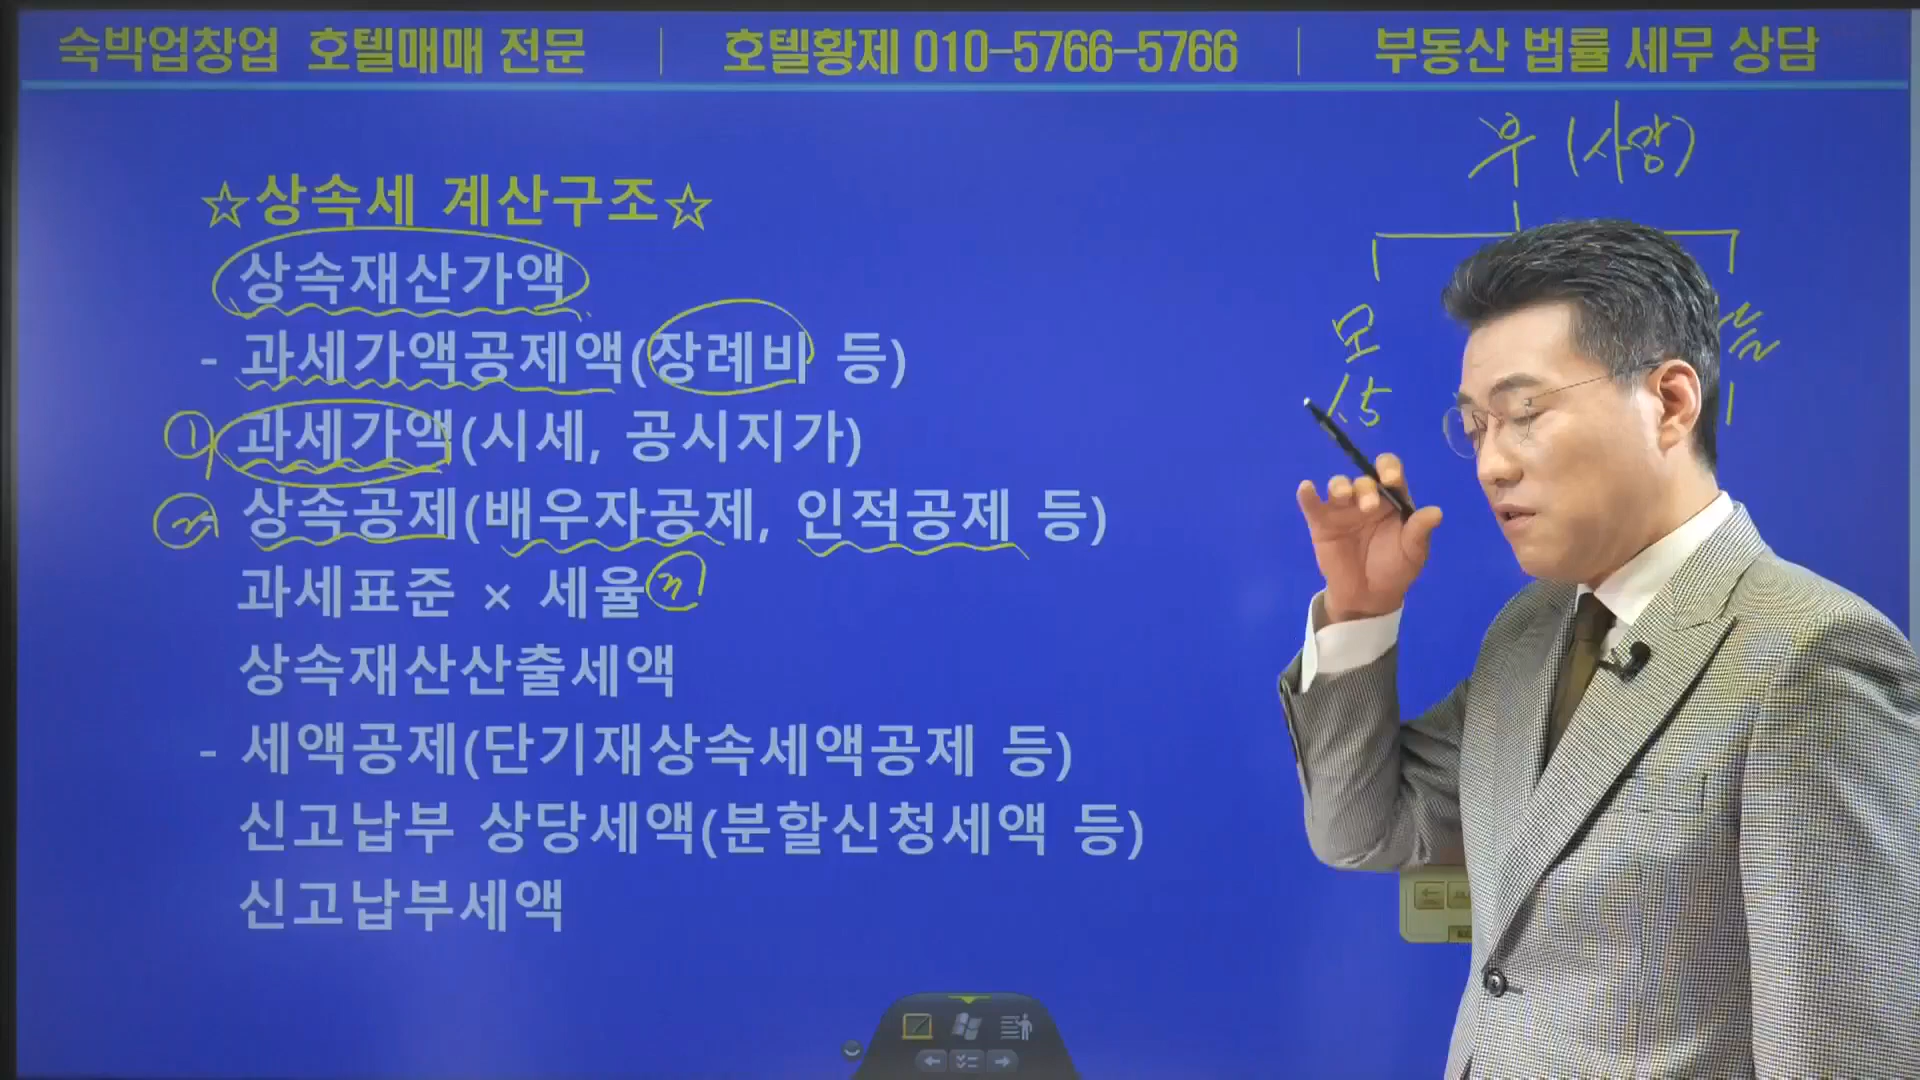 숙박업창업 호텔매매 전문 | 호텔황제 010-5766-5766 | 부동산 법률 세무 상담
부 (사망)
☆상속세 계산구조☆
상속재산가액
- 과세가액공제액(장례비 등)
모
1.5
1
① 과세가액(시세, 공시지가)
상속공제(배우자공제, 인적공제 등)
과세표준 × 세율
상속재산산출세액
- 세액공제(단기재상속세액공제 등)
신고납부 상당세액(분할신청세액 등)
신고납부세액